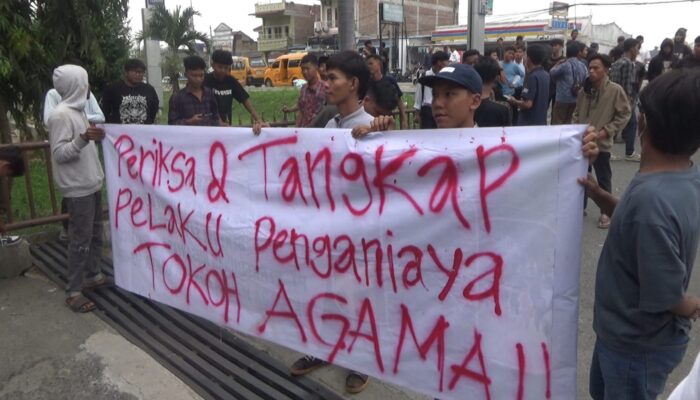 Periksa & Tangkap
PeLaKu Penganiaya
TOKOH AGAMA !!